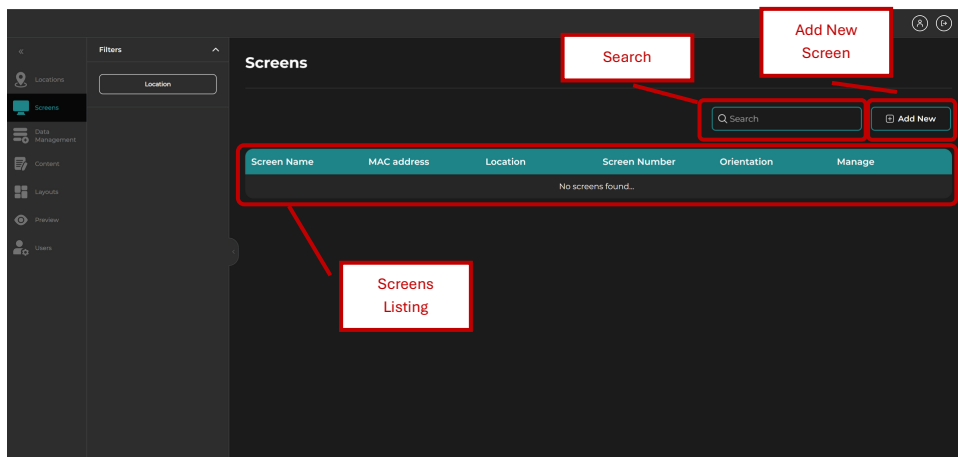 Add New
Screen
Search
«
Filters
Screens
Locations
Location
Screens
Search
Add New
Data
Management
Screen Name MAC address Location Screen Number Orientation Manage
Content
No screens found...
Layouts
Preview
Users
Screens
Listing